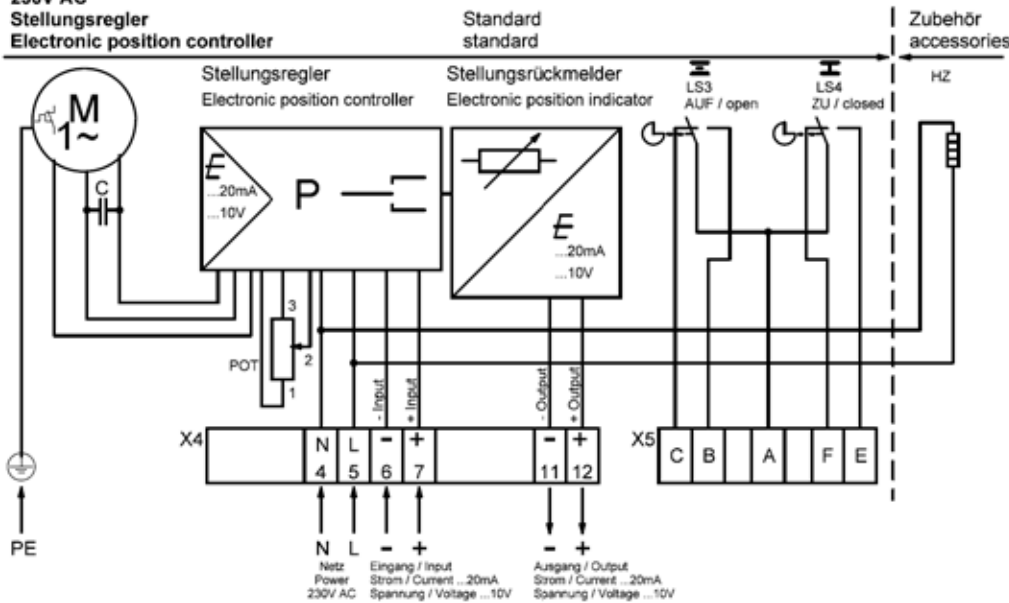 230V AC
Stellungsregler
Electronic position controller
Standard
standard
Zubehör
accessories
Stellungsregler
Electronic position controller
Stellungsrückmelder
Electronic position indicator
LS3
AUF / open
LS4
ZU / closed
HZ
M
1~
C
E
...20mA
...10V
P
E
...20mA
...10V
POT
3
2
1
- Input
+ Input
- Output
+ Output
X4
N L − + − +
4 5 6 7 11 12
X5
C B A F E
PE
N L − + − +
Netz
Power
230V AC
Eingang / Input
Strom / Current ...20mA
Spannung / Voltage ...10V
Ausgang / Output
Strom / Current ...20mA
Spannung / Voltage ...10V